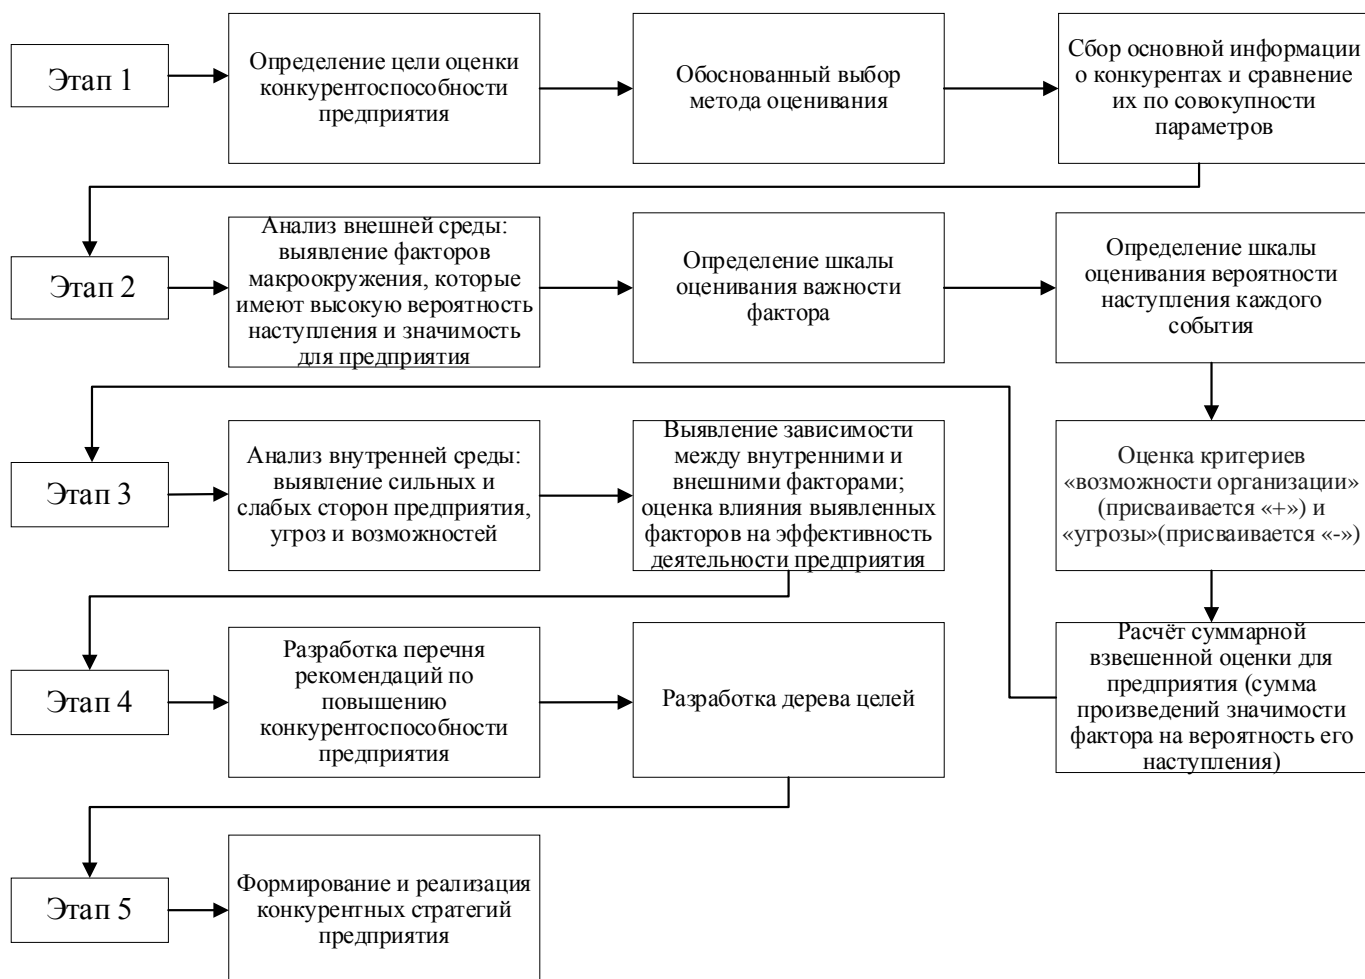 Этап 1
Определение цели оценки
конкурентоспособности
предприятия
Обоснованный выбор
метода оценивания
Сбор основной информации
о конкурентах и сравнение
их по совокупности
параметров
Этап 2
Анализ внешней среды:
выявление факторов
макроокружения, которые
имеют высокую вероятность
наступления и значимость
для предприятия
Определение шкалы
оценивания важности
фактора
Определение шкалы
оценивания вероятности
наступления каждого
события
Оценка критериев
«возможности организации»
(присваивается «+») и
«угрозы»(присваивается «-»)
Расчёт суммарной
взвешенной оценки для
предприятия (сумма
произведений значимости
фактора на вероятность его
наступления)
Этап 3
Анализ внутренней среды:
выявление сильных и
слабых сторон предприятия,
угроз и возможностей
Выявление зависимости
между внутренними и
внешними факторами;
оценка влияния выявленных
факторов на эффективность
деятельности предприятия
Этап 4
Разработка перечня
рекомендаций по
повышению
конкурентоспособности
предприятия
Разработка дерева целей
Этап 5
Формирование и реализация
конкурентных стратегий
предприятия